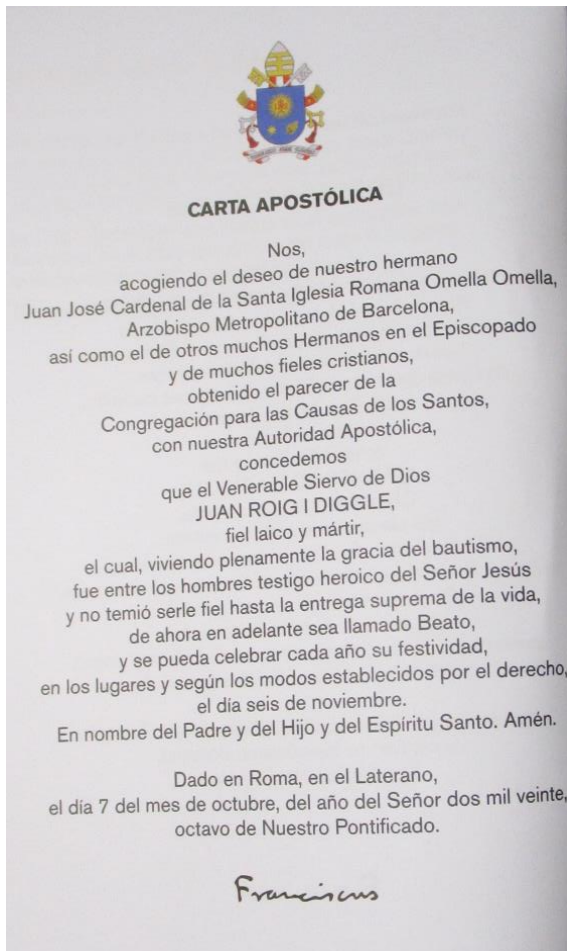 CARTA APOSTÓLICA
Nos,
acogiendo el deseo de nuestro hermano
Juan José Cardenal de la Santa Iglesia Romana Omella Omella,
Arzobispo Metropolitano de Barcelona,
así como el de otros muchos Hermanos en el Episcopado
y de muchos fieles cristianos,
obtenido el parecer de la
Congregación para las Causas de los Santos,
con nuestra Autoridad Apostólica,
concedemos
que el Venerable Siervo de Dios
JUAN ROIG I DIGGLE,
fiel laico y mártir,
el cual, viviendo plenamente la gracia del bautismo,
fue entre los hombres testigo heroico del Señor Jesús
y no temió serle fiel hasta la entrega suprema de la vida,
de ahora en adelante sea llamado Beato,
y se pueda celebrar cada año su festividad,
en los lugares y según los modos establecidos por el derecho,
el día seis de noviembre.
En nombre del Padre y del Hijo y del Espíritu Santo. Amén.
Dado en Roma, en el Laterano,
el día 7 del mes de octubre, del año del Señor dos mil veinte,
octavo de Nuestro Pontificado.
Franciscus